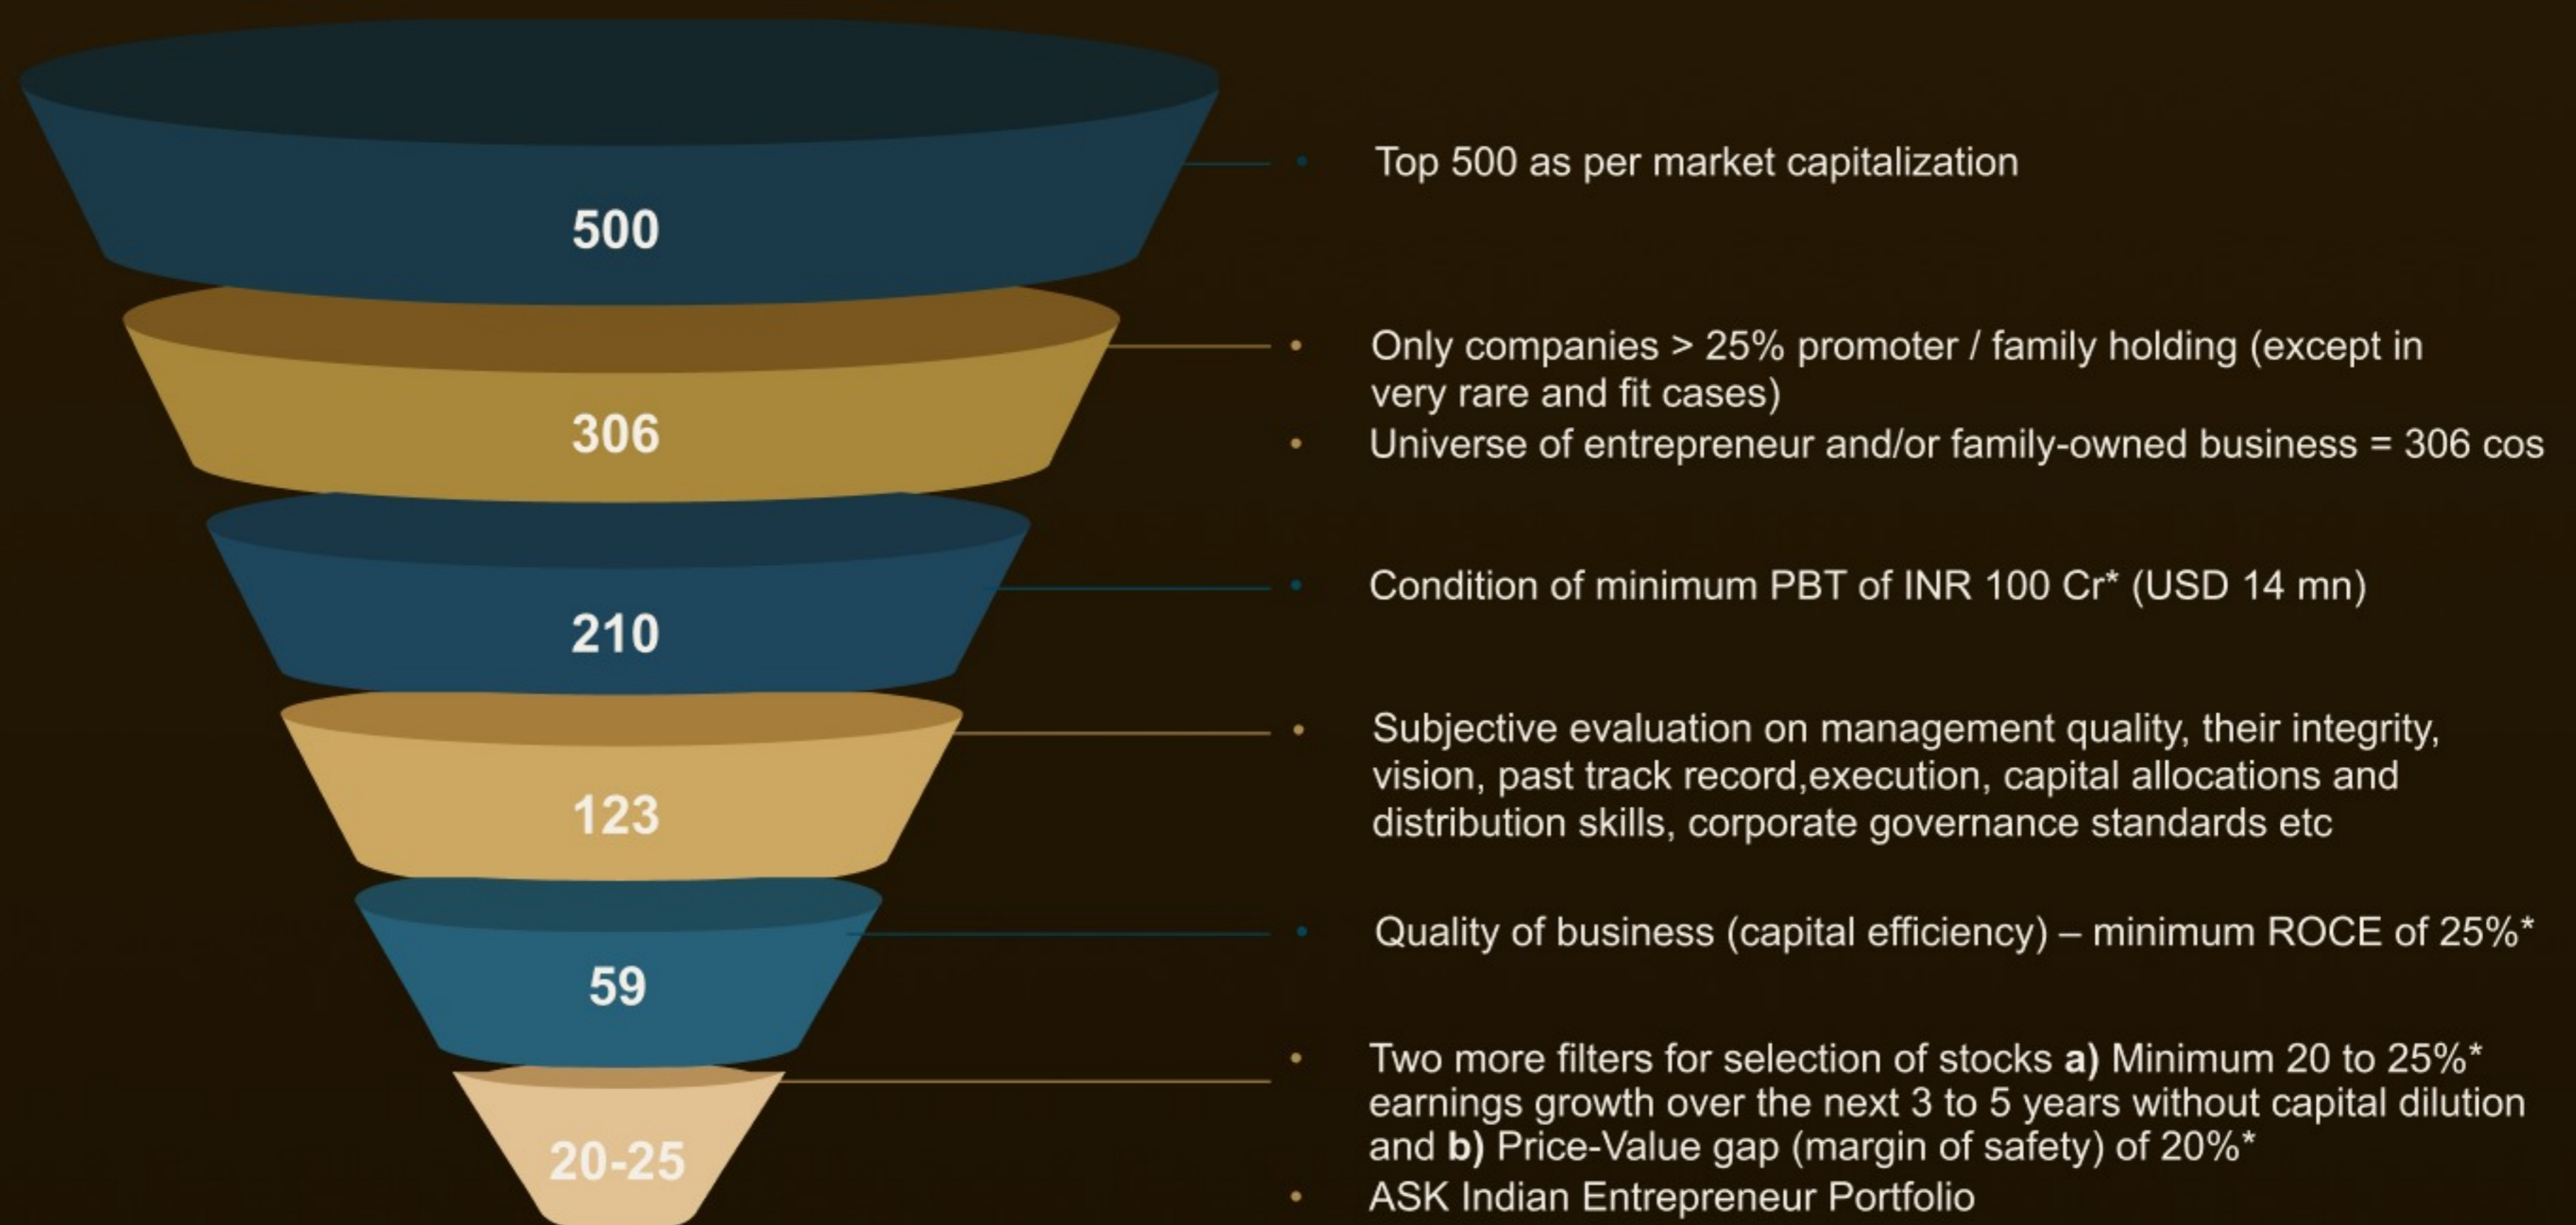 500
Top 500 as per market capitalization
306
• Only companies > 25% promoter / family holding (except in
very rare and fit cases)
• Universe of entrepreneur and/or family-owned business = 306 cos
210
• Condition of minimum PBT of INR 100 Cr* (USD 14 mn)
123
• Subjective evaluation on management quality, their integrity,
vision, past track record,execution, capital allocations and
distribution skills, corporate governance standards etc
59
• Quality of business (capital efficiency) – minimum ROCE of 25%*
20-25
• Two more filters for selection of stocks a) Minimum 20 to 25%*
earnings growth over the next 3 to 5 years without capital dilution
and b) Price-Value gap (margin of safety) of 20%*
• ASK Indian Entrepreneur Portfolio